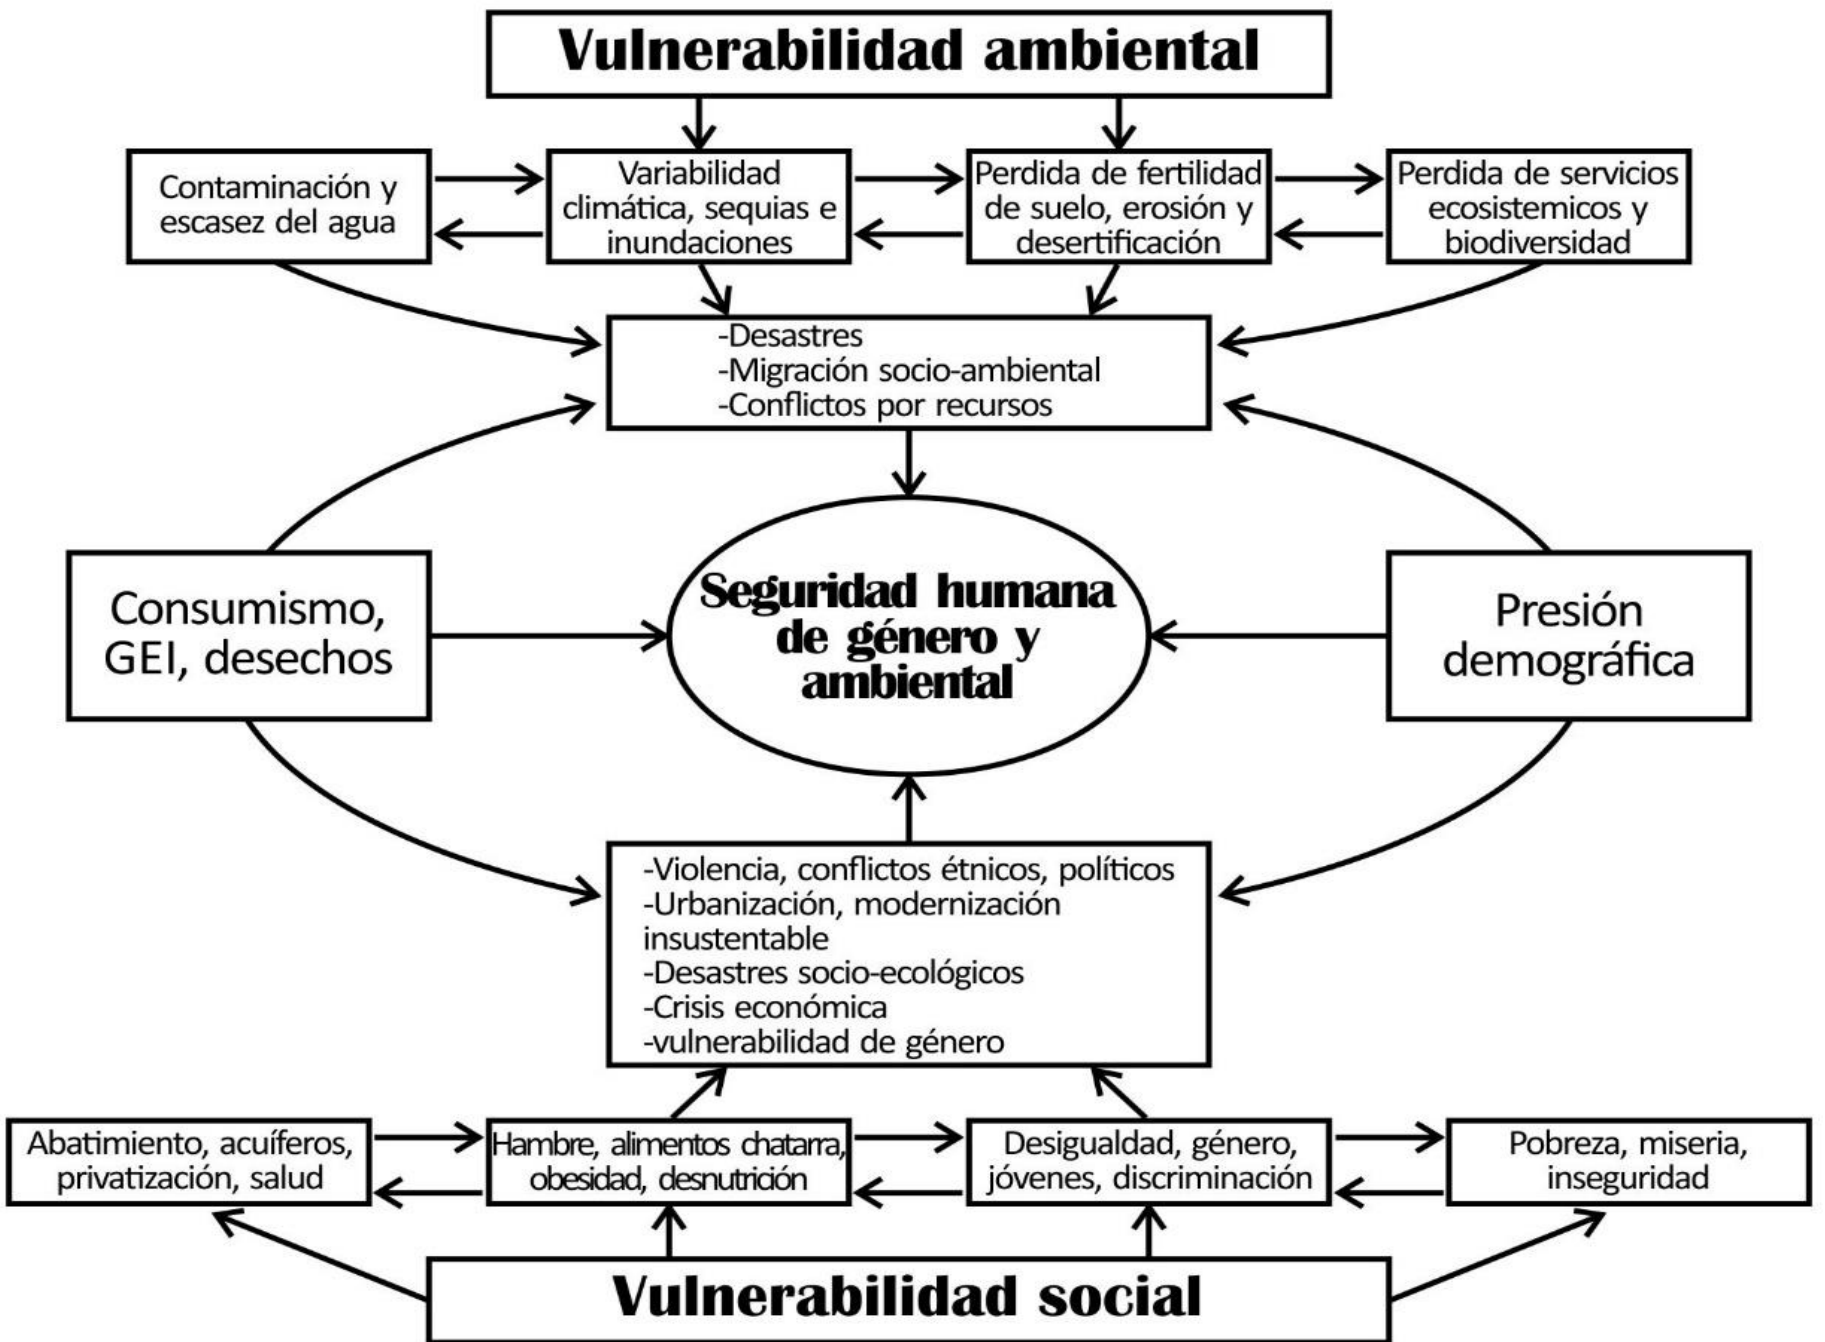 Vulnerabilidad ambiental
Contaminación y
escasez del agua
Variabilidad
climática, sequias e
inundaciones
Perdida de fertilidad
de suelo, erosión y
desertificación
Perdida de servicios
ecosistemicos y
biodiversidad
-Desastres
-Migración socio-ambiental
-Conflictos por recursos
Consumismo,
GEI, desechos
Seguridad humana
de género y
ambiental
Presión
demográfica
-Violencia, conflictos étnicos, políticos
-Urbanización, modernización
insustentable
-Desastres socio-ecológicos
-Crisis económica
-vulnerabilidad de género
Abatimiento, acuíferos,
privatización, salud
Hambre, alimentos chatarra,
obesidad, desnutrición
Desigualdad, género,
jóvenes, discriminación
Pobreza, miseria,
inseguridad
Vulnerabilidad social